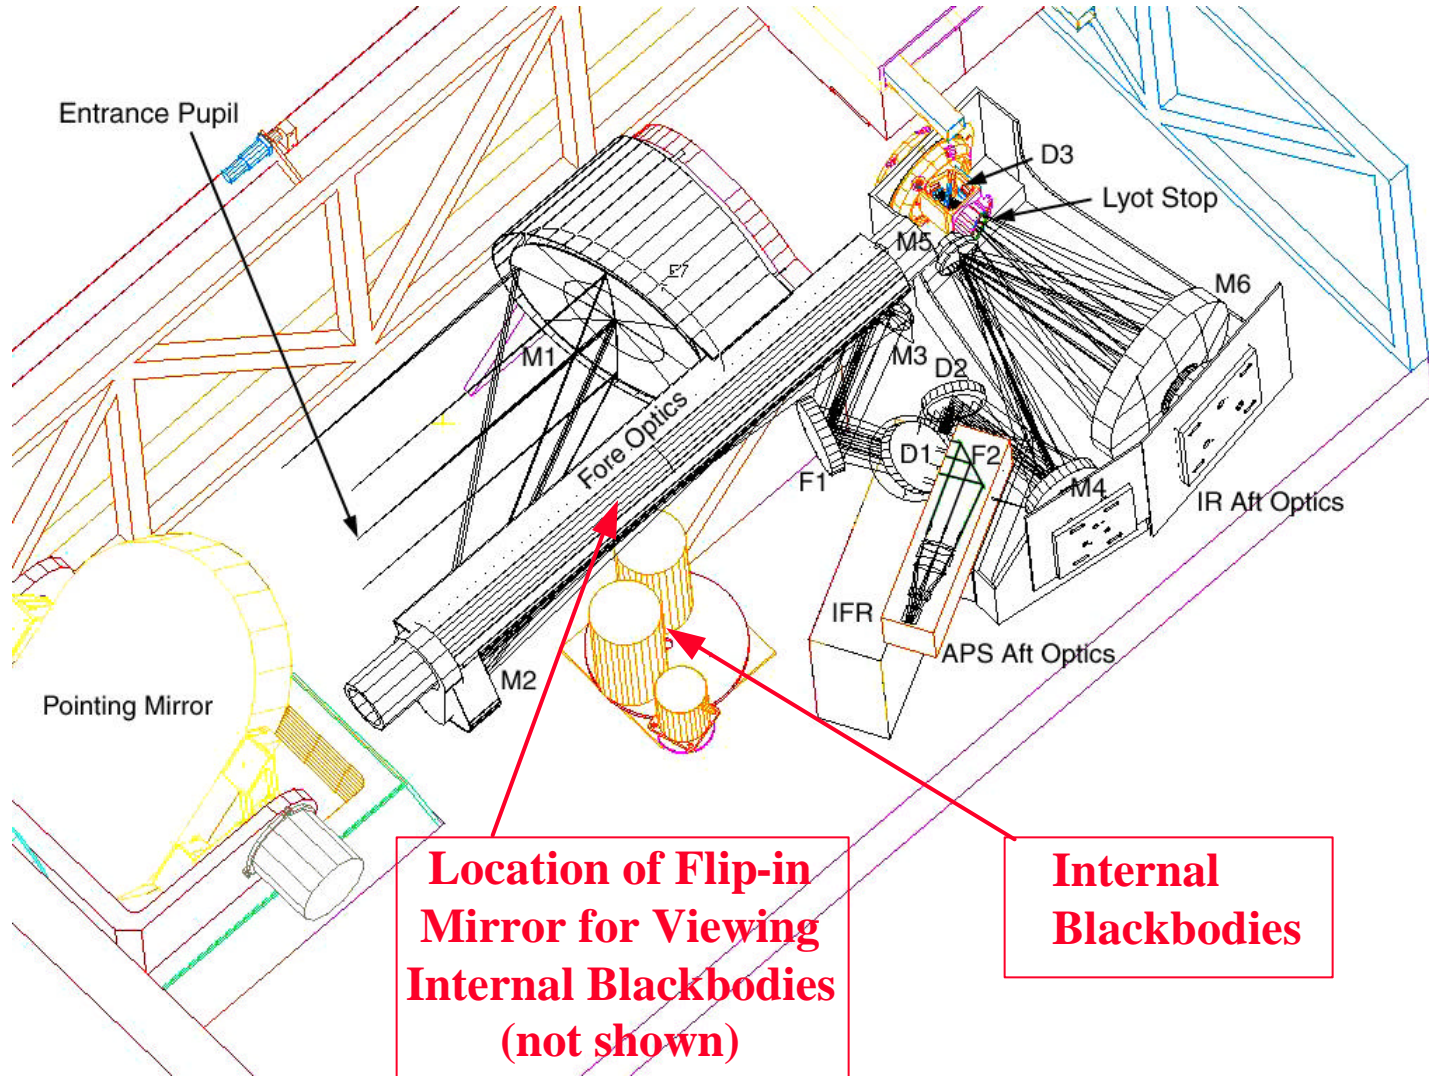 Entrance Pupil
D3
Lyot Stop
M5
M6
M1
M3
D2
Fore Optics
D1
F2
F1
M4
IR Aft Optics
IFR
APS Aft Optics
M2
Pointing Mirror
Location of Flip-in
Mirror for Viewing
Internal Blackbodies
(not shown)
Internal
Blackbodies